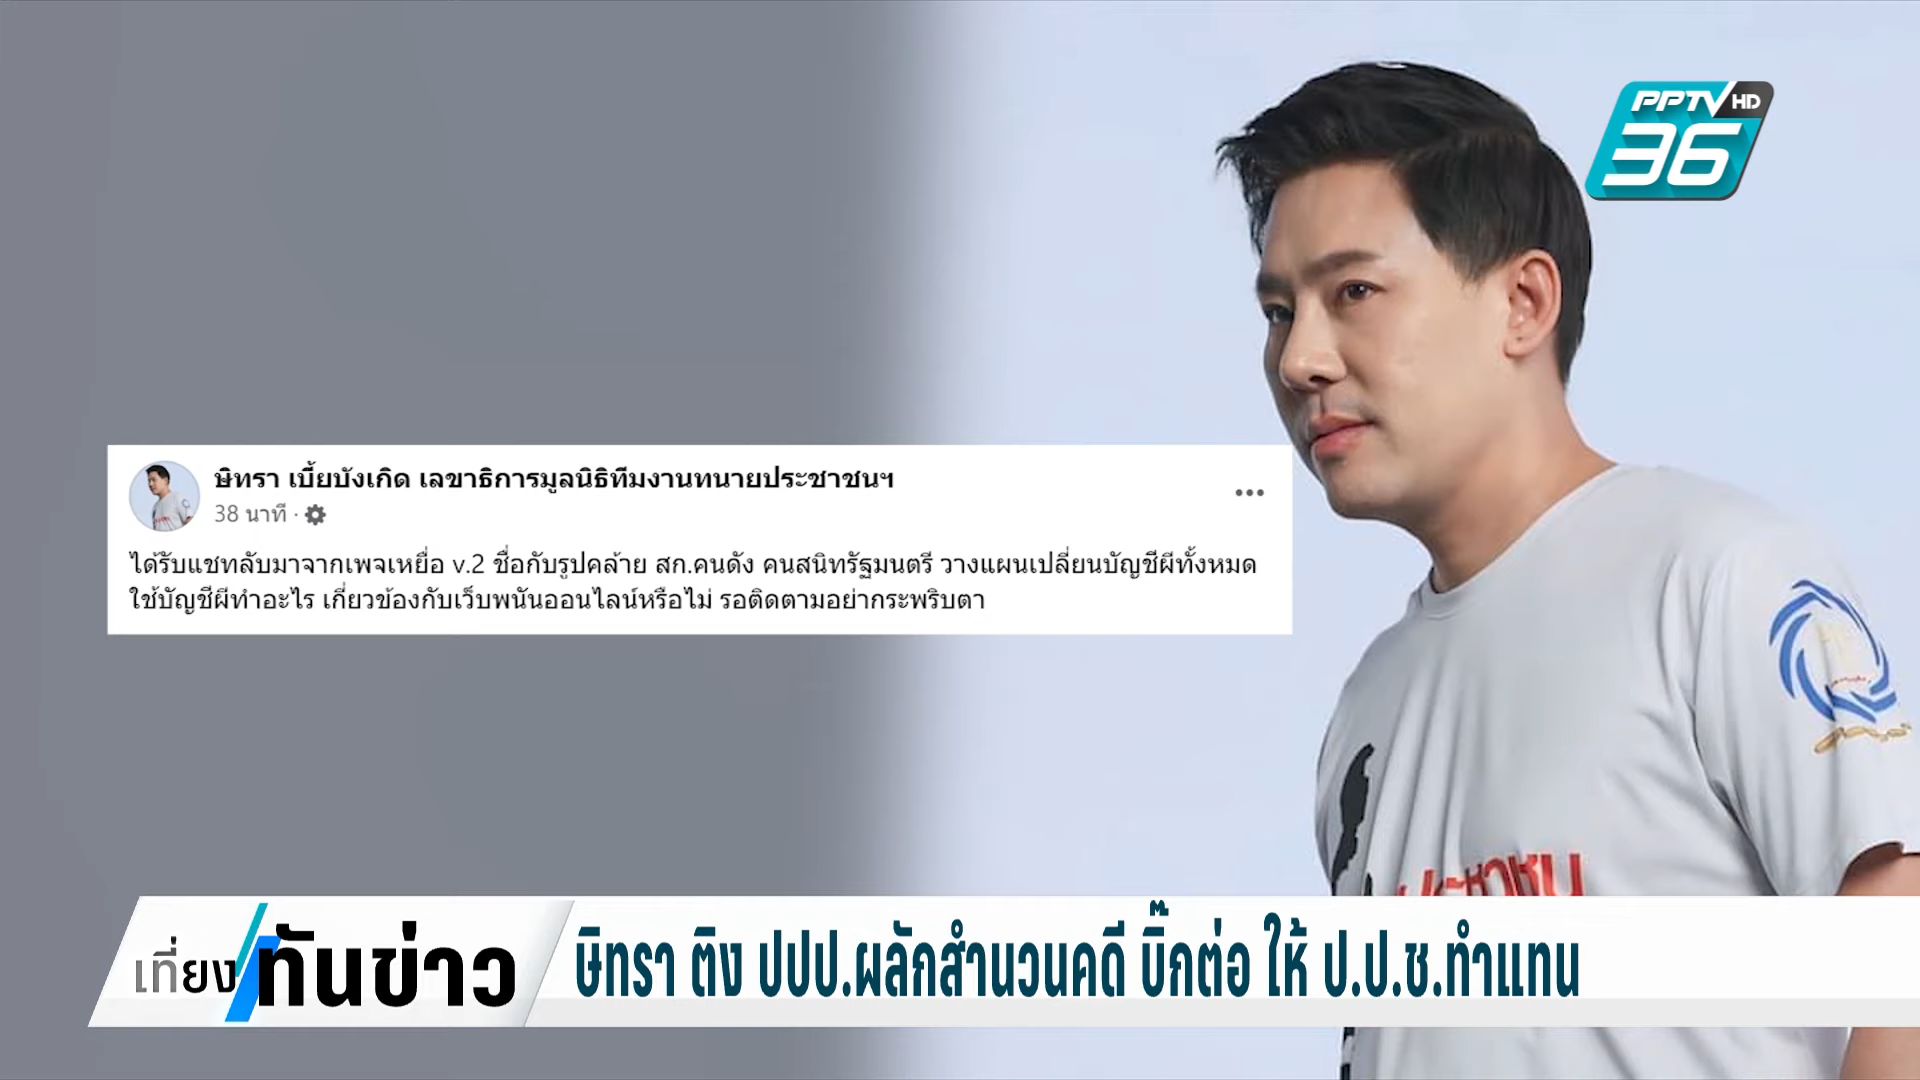 PPTV HD
36
ษิทรา เบี้ยบังเกิด เลขาธิการมูลนิธิทีมงานทนายประชาชนฯ
38 นาที ·
ได้รับแชทลับมาจากเพจเหยื่อ v.2 ชื่อกับรูปคล้าย สก.คนดัง คนสนิทรัฐมนตรี วางแผนเปลี่ยนบัญชีผีทั้งหมด
ใช้บัญชีผีทำอะไร เกี่ยวข้องกับเว็บพนันออนไลน์หรือไม่ รอติดตามอย่ากระพริบตา
ประชาชน
เที่ยงทันข่าว
ษิทรา ติง ปปป.ผลักสำนวนคดี บิ๊กต่อ ให้ ป.ป.ช.ทำแทน